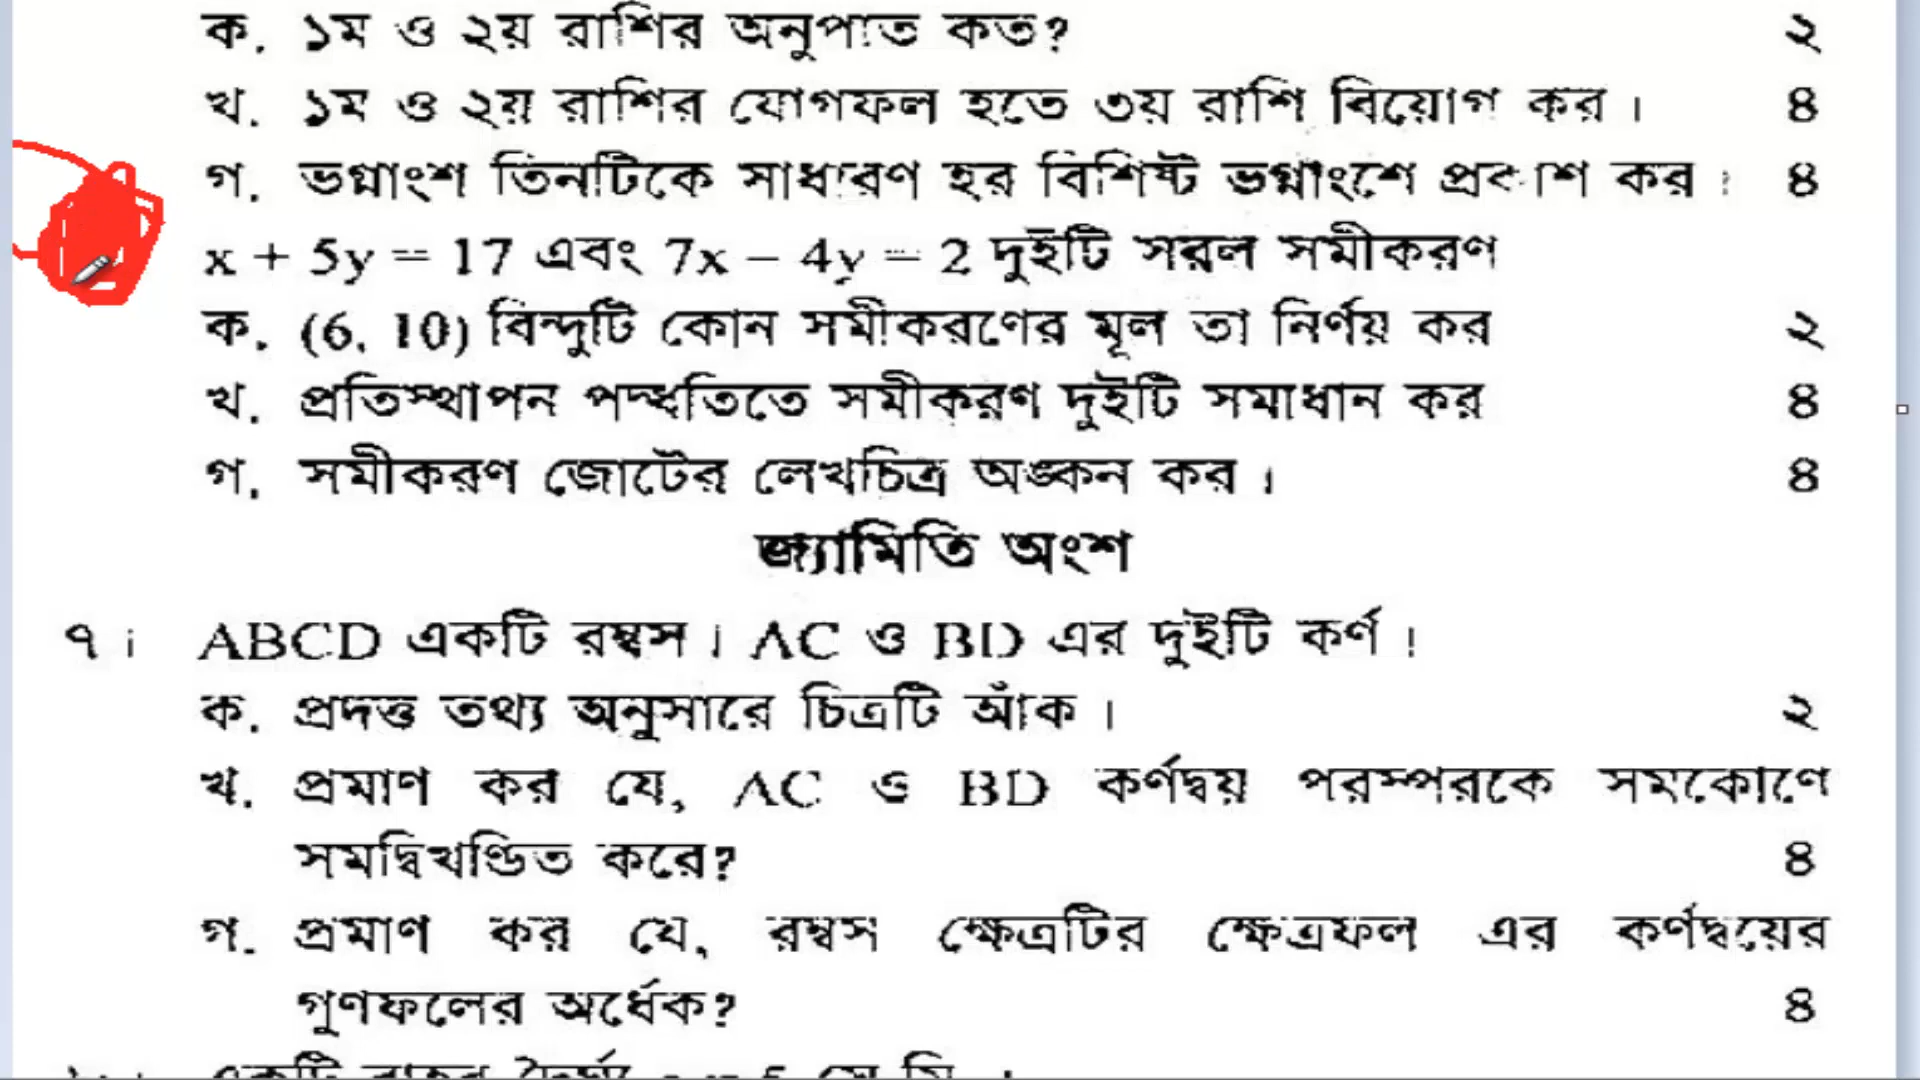 ক. ১ম ও ২য় রাশির অনুপাত কত? ২
খ. ১ম ও ২য় রাশির যোগফল হতে ৩য় রাশি বিয়োগ কর। ৪
গ. ভগ্নাংশ তিনটিকে সাধারণ হর বিশিষ্ট ভগ্নাংশে প্রকাশ কর। ৪
x + 5y = 17 এবং 7x − 4y = 2 দুইটি সরল সমীকরণ
ক. (6, 10) বিন্দুটি কোন সমীকরণের মূল তা নির্ণয় কর ২
খ. প্রতিস্থাপন পদ্ধতিতে সমীকরণ দুইটি সমাধান কর ৪
গ. সমীকরণ জোটের লেখচিত্র অঙ্কন কর। ৪
জ্যামিতি অংশ
৭। ABCD একটি রম্বস। AC ও BD এর দুইটি কর্ণ।
ক. প্রদত্ত তথ্য অনুসারে চিত্রটি আঁক। ২
খ. প্রমাণ কর যে, AC ও BD কর্ণদ্বয় পরস্পরকে সমকোণে
সমদ্বিখণ্ডিত করে? ৪
গ. প্রমাণ কর যে, রম্বস ক্ষেত্রটির ক্ষেত্রফল এর কর্ণদ্বয়ের
গুণফলের অর্ধেক? ৪